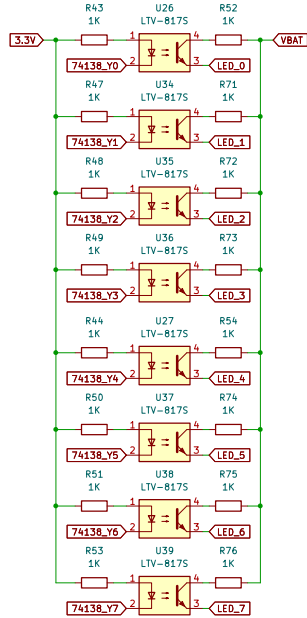 R43 U26 R52
1K LTV-817S 1K
3.3V 1 4 VBAT
74138_Y0 2 3 LED_0
R47 U34 R71
1K LTV-817S 1K
1 4
74138_Y1 2 3 LED_1
R48 U35 R72
1K LTV-817S 1K
1 4
74138_Y2 2 3 LED_2
R49 U36 R73
1K LTV-817S 1K
1 4
74138_Y3 2 3 LED_3
R44 U27 R54
1K LTV-817S 1K
1 4
74138_Y4 2 3 LED_4
R50 U37 R74
1K LTV-817S 1K
1 4
74138_Y5 2 3 LED_5
R51 U38 R75
1K LTV-817S 1K
1 4
74138_Y6 2 3 LED_6
R53 U39 R76
1K LTV-817S 1K
1 4
74138_Y7 2 3 LED_7